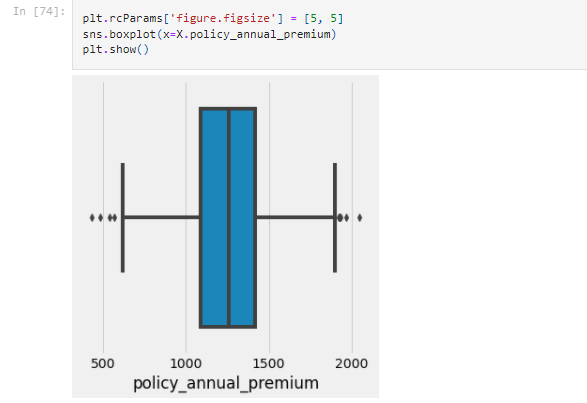 In [74]:
plt.rcParams['figure.figsize'] = [5, 5]
sns.boxplot(x=X.policy_annual_premium)
plt.show()
500 1000 1500 2000
policy_annual_premium